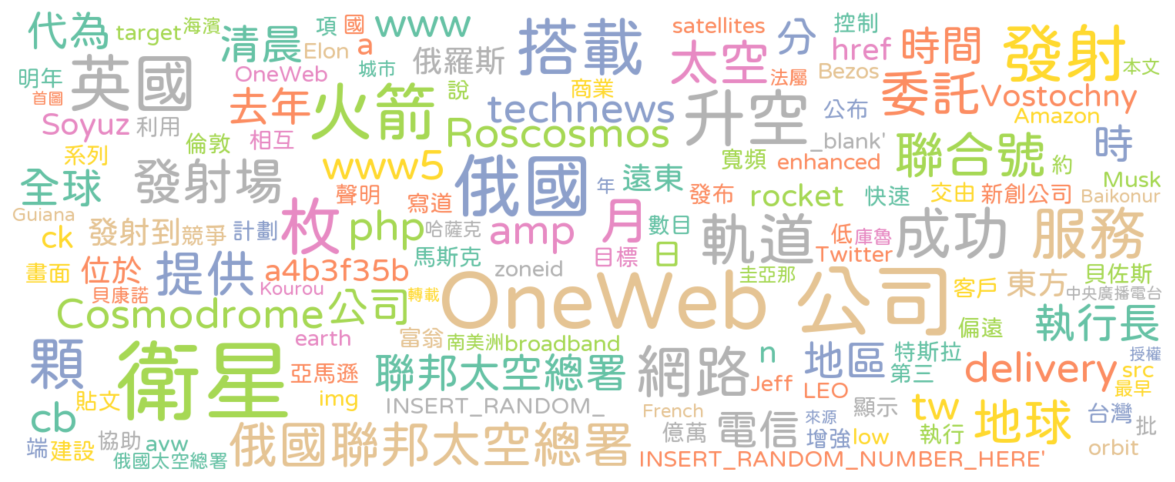 代為
target
海濱
清晨
項
國
www
搭載
satellites
控制
分
href
時間
發射
明年
首圖
英國
OneWeb
Elon
a
城市
俄羅斯
太空
法屬
Bezos
本文
去年
火箭
說
商業
technews
委託
Vostochny
Amazon
Soyuz
利用
倫敦
相互
Roscosmos
升空
公布
_blank'
聯合號
時
系列
發射場
www5
俄國
寬頻
enhanced
約
Musk
全球
聲明
寫道
年
遠東
發布
rocket
快速
交由
新創公司
Baikonur
Guiana
ck
發射到
競爭
計劃
枚
php
哈薩克
amp
月
數目
軌道
低
庫魯
成功
服務
畫面
位於
提供
a4b3f35b
馬斯克
zoneid
目標
日
Twitter
貝康諾
Kourou
OneWeb 公司
圭亞那
客戶
東方
貝佐斯
中央廣播電台
Cosmodrome
公司
轉載
偏遠
執行長
earth
富翁
南美洲
broadband
顆
衛星
亞馬遜
聯邦太空總署
網路
n
地區
特斯拉
第三
delivery
授權
src
最早
cb
貼文
img
INSERT_RANDOM_
Jeff
LEO
顯示
tw
地球
台灣
批
端
建設
協助
avw
俄國太空總署
俄國聯邦太空總署
French
億萬
電信
來源
增強
low
執行
orbit
INSERT_RANDOM_NUMBER_HERE'